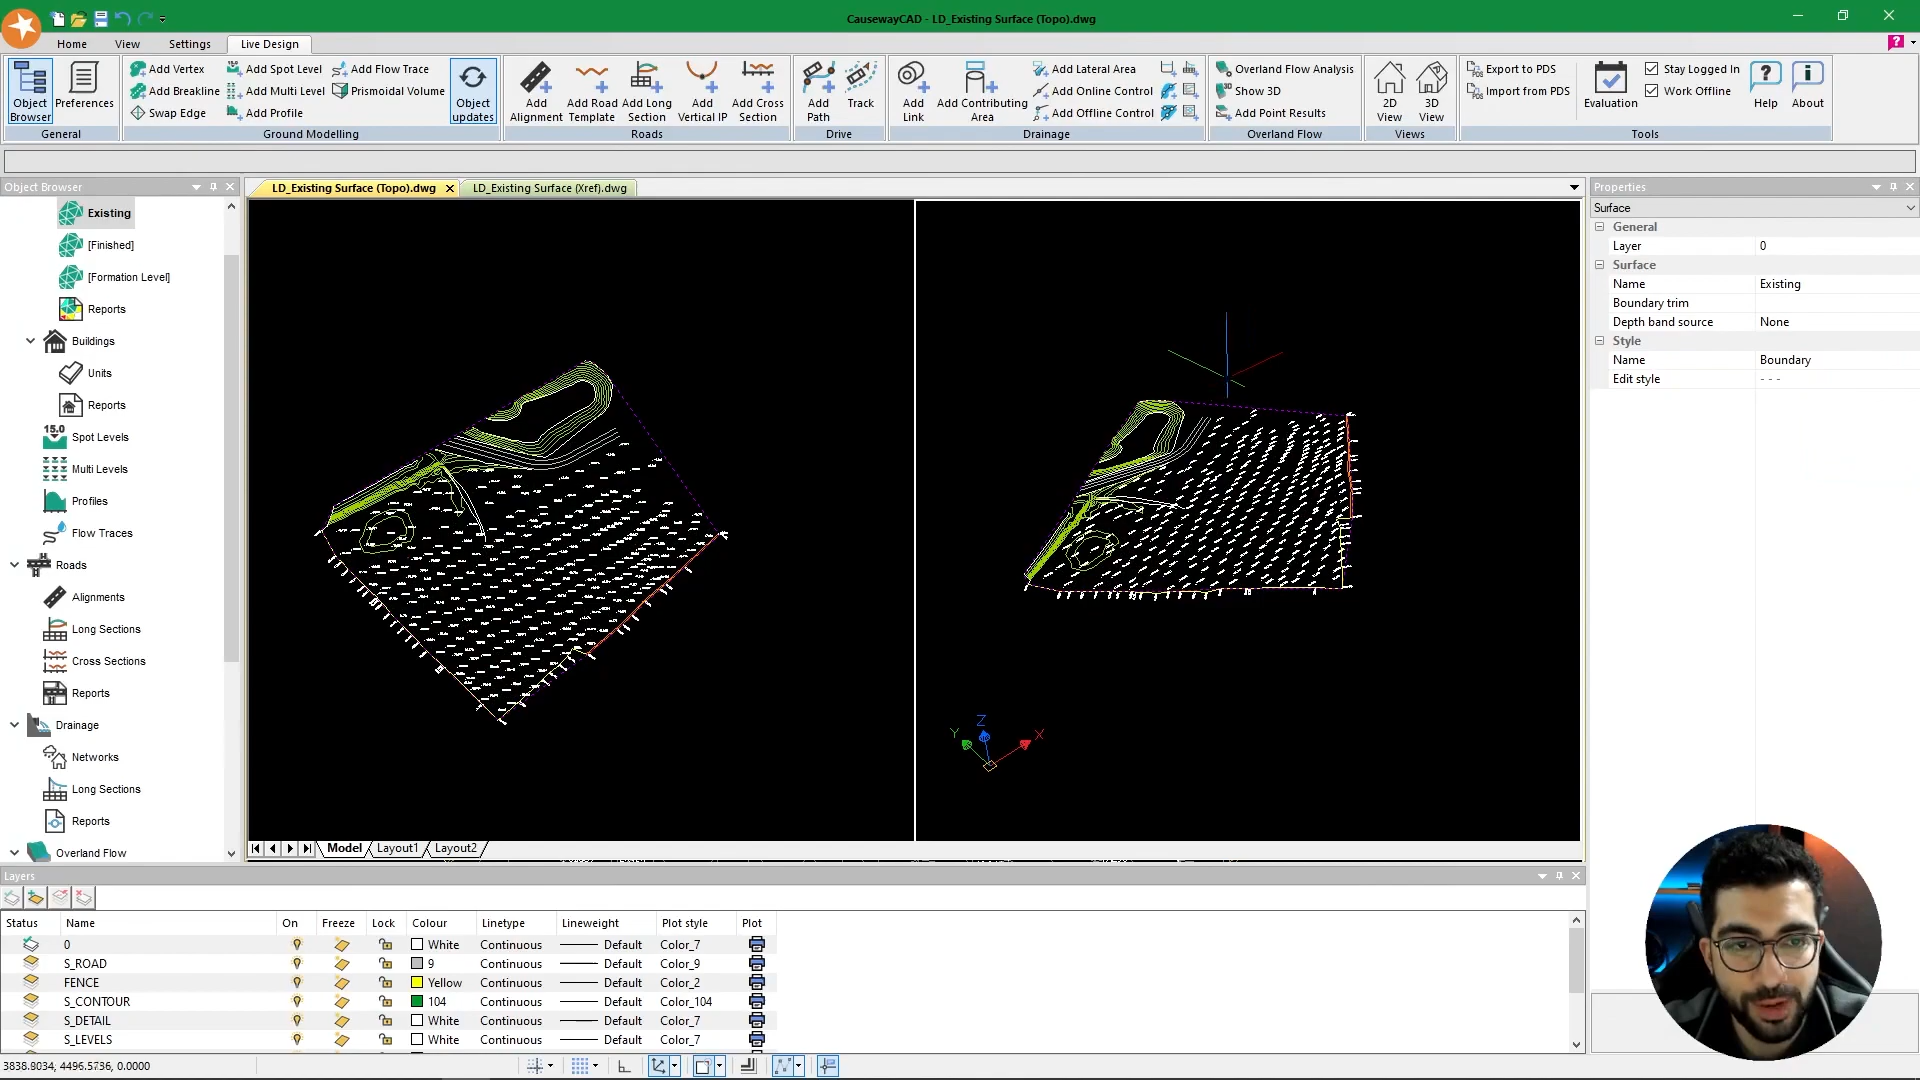 CausewayCAD - LD_Existing Surface (Topo).dwg
Home View Settings Live Design
Object Browser
Preferences
General
Add Vertex
Add Breakline
Swap Edge
Add Spot Level
Add Multi Level
Add Profile
Add Flow Trace
Prismoidal Volume
Object updates
Ground Modelling
Add Alignment
Add Road Template
Add Long Section
Add Vertical IP
Add Cross Section
Roads
Add Path
Track
Drive
Add Link
Add Contributing Area
Add Lateral Area
Add Online Control
Add Offline Control
Drainage
Overland Flow Analysis
Show 3D
Add Point Results
Overland Flow
2D View
3D View
Views
Export to PDS
Import from PDS
Evaluation
Stay Logged In
Work Offline
Help
About
Tools
Object Browser
LD_Existing Surface (Topo).dwg
LD_Existing Surface (Xref).dwg
Existing
[Finished]
[Formation Level]
Reports
Buildings
Units
Reports
15.0
Spot Levels
Multi Levels
Profiles
Flow Traces
Roads
Alignments
Long Sections
Cross Sections
Reports
Drainage
Networks
Long Sections
Reports
Overland Flow
Z
Y
X
Model Layout1 Layout2
Properties
Surface
General
Layer 0
Surface
Name Existing
Boundary trim
Depth band source None
Style
Name Boundary
Edit style - - -
Layers
Status Name On Freeze Lock Colour Linetype Lineweight Plot style Plot
0 White Continuous Default Color_7
S_ROAD 9 Continuous Default Color_9
FENCE Yellow Continuous Default Color_2
S_CONTOUR 104 Continuous Default Color_104
S_DETAIL White Continuous Default Color_7
S_LEVELS White Continuous Default Color_7
3838.8034, 4496.5736, 0.0000